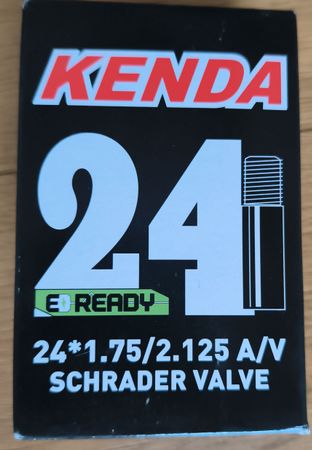 KENDA
24
READY
24*1.75/2.125 A/V
SCHRADER VALVE